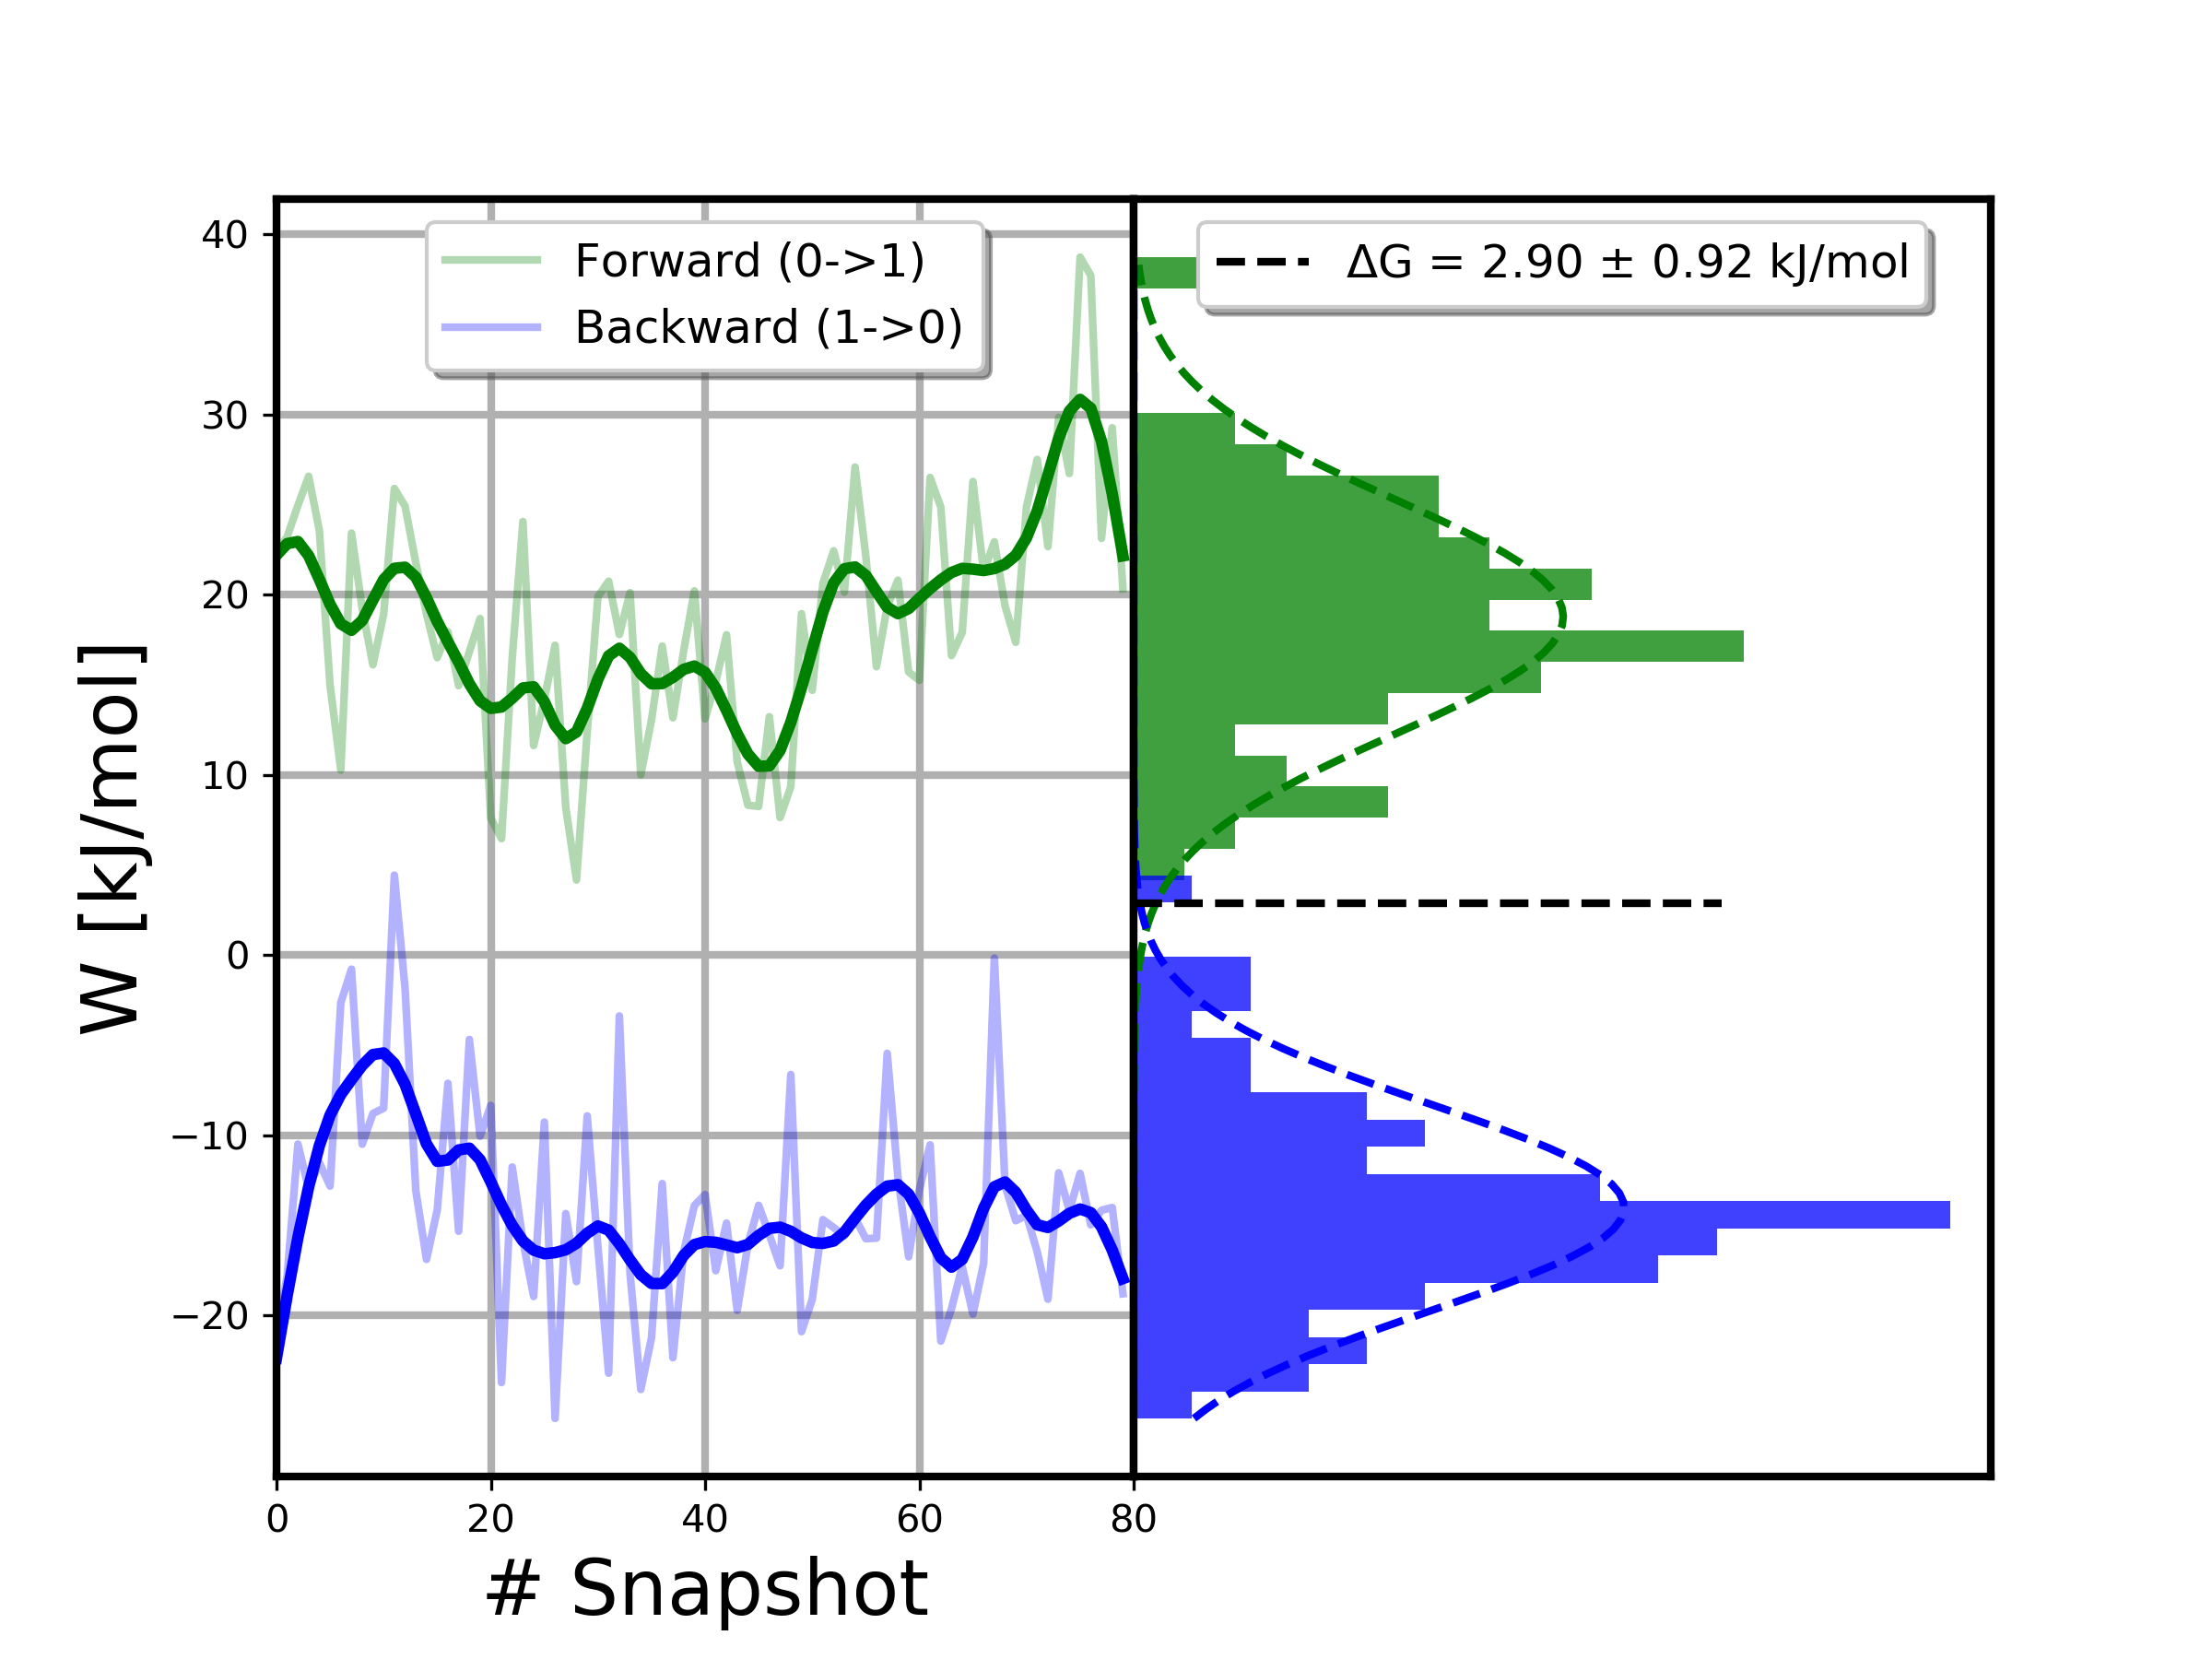 Forward (0->1)
Backward (1->0)
ΔG = 2.90 ± 0.92 kJ/mol
40
30
20
10
0
−10
−20
W [kJ/mol]
0 20 40 60 80
# Snapshot